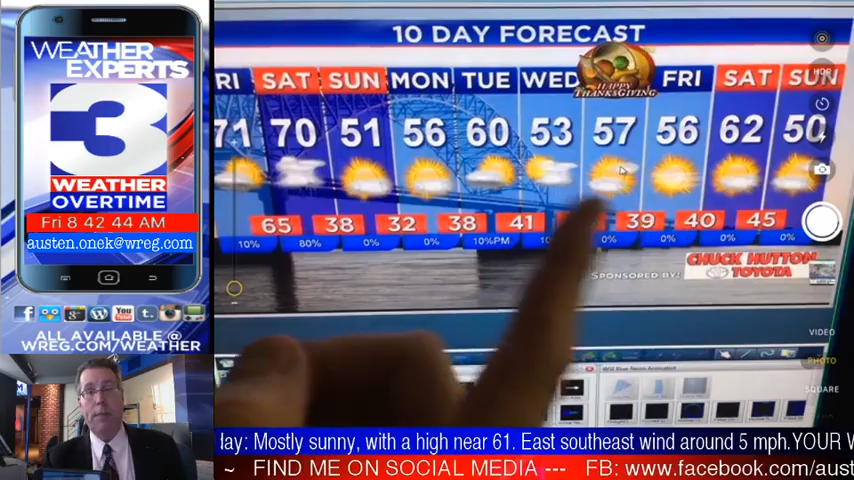 WEATHER
EXPERTS
3
WEATHER
OVERTIME
Fri 8 42 44 AM
austen.onek@wreg.com
ALL AVAILABLE @
WREG.COM/WEATHER
10 DAY FORECAST
HAPPY
THANKSGIVING
RI SAT SUN MON TUE WED FRI SAT SUN
71 70 51 56 60 53 57 56 62 50
65 38 32 38 41 39 40 45
10% 80% 0% 0% 10%PM 0% 0% 0% 0%
SPONSORED BY:
CHUCK HUTTON
TOYOTA
HDR
VIDEO
PHOTO
SQUARE
lay: Mostly sunny, with a high near 61. East southeast wind around 5 mph.YOUR W
~ FIND ME ON SOCIAL MEDIA --- FB: www.facebook.com/aust